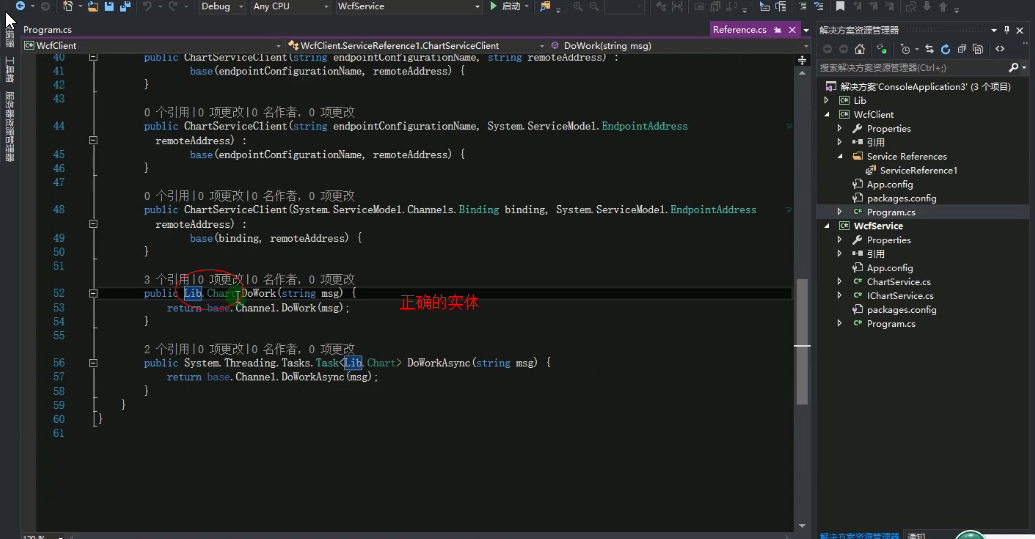 Debug Any CPU WcfService 启动
Program.cs Reference.cs
WcfClient WcfClient.ServiceReference1.ChartServiceClient DoWork(string msg)
40 public ChartServiceClient(string endpointConfigurationName, string remoteAddress) :
41 base(endpointConfigurationName, remoteAddress) {
42 }
43
0 个引用|0 项更改|0 名作者, 0 项更改
44 public ChartServiceClient(string endpointConfigurationName, System.ServiceModel.EndpointAddress
remoteAddress) :
45 base(endpointConfigurationName, remoteAddress) {
46 }
47
0 个引用|0 项更改|0 名作者, 0 项更改
48 public ChartServiceClient(System.ServiceModel.Channels.Binding binding, System.ServiceModel.EndpointAddress
remoteAddress) :
49 base(binding, remoteAddress) {
50 }
51
3 个引用|0 项更改|0 名作者, 0 项更改
52 public Lib.Chart DoWork(string msg) {
正确的实体
53 return base.Channel.DoWork(msg);
54 }
55
2 个引用|0 项更改|0 名作者, 0 项更改
56 public System.Threading.Tasks.Task<Lib.Chart> DoWorkAsync(string msg) {
57 return base.Channel.DoWorkAsync(msg);
58 }
59 }
60 }
61
解决方案资源管理器
搜索解决方案资源管理器(Ctrl+;)
解决方案'ConsoleApplication3' (3 个项目)
Lib
WcfClient
Properties
引用
Service References
ServiceReference1
App.config
packages.config
Program.cs
WcfService
Properties
引用
App.config
ChartService.cs
IChartService.cs
packages.config
Program.cs
解决方案资源管理器 通知